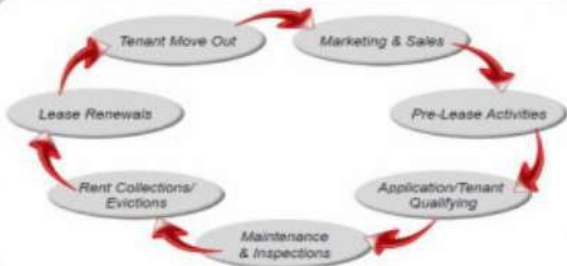 Tenant Move Out
Marketing & Sales
Pre-Lease Activities
Application/Tenant
Qualifying
Maintenance
& Inspections
Rent Collections/
Evictions
Lease Renewals